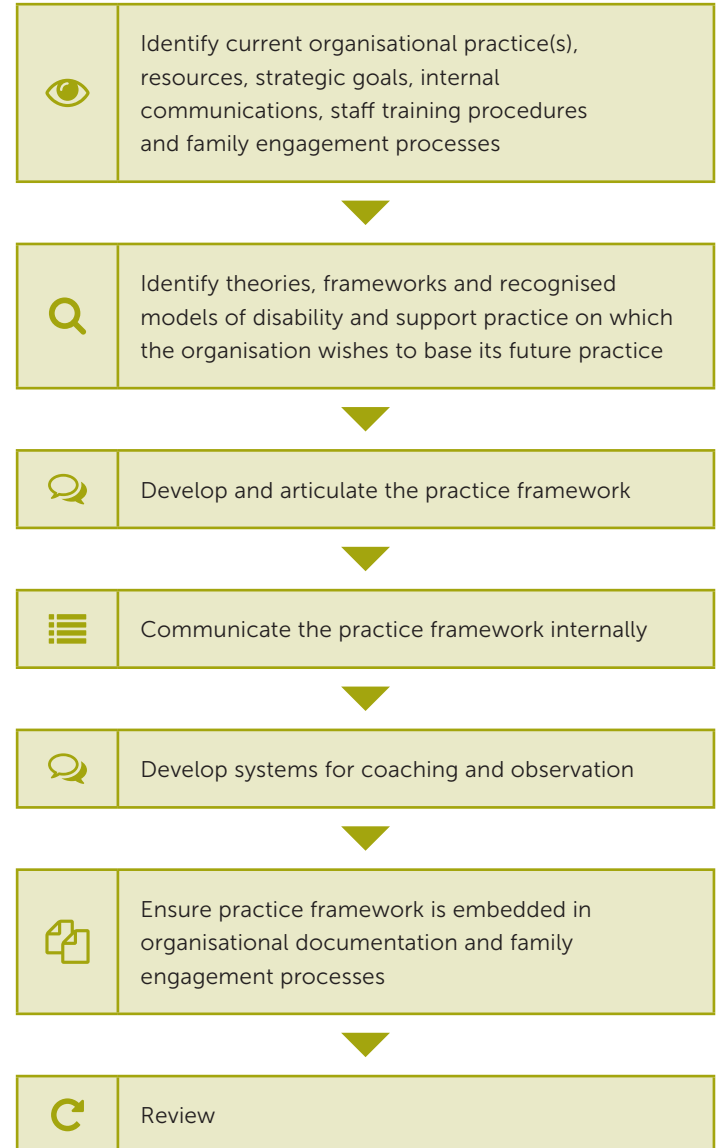 Identify current organisational practice(s),
resources, strategic goals, internal
communications, staff training procedures
and family engagement processes
Identify theories, frameworks and recognised
models of disability and support practice on which
the organisation wishes to base its future practice
Develop and articulate the practice framework
Communicate the practice framework internally
Develop systems for coaching and observation
Ensure practice framework is embedded in
organisational documentation and family
engagement processes
Review